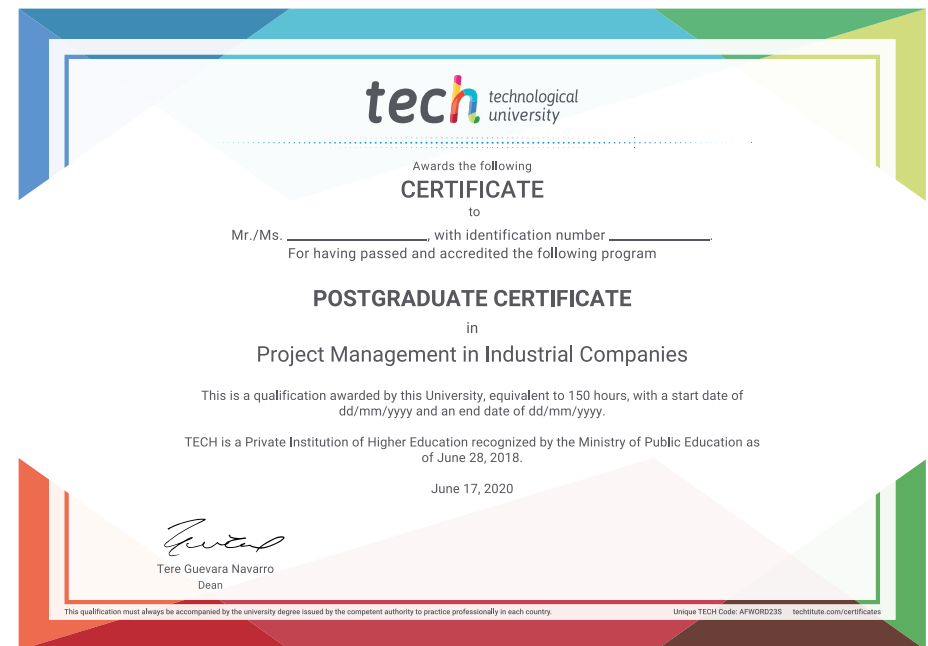 tech technological
university
Awards the following
CERTIFICATE
to
Mr./Ms. ____________________, with identification number ______________.
For having passed and accredited the following program
POSTGRADUATE CERTIFICATE
in
Project Management in Industrial Companies
This is a qualification awarded by this University, equivalent to 150 hours, with a start date of
dd/mm/yyyy and an end date of dd/mm/yyyy.
TECH is a Private Institution of Higher Education recognized by the Ministry of Public Education as
of June 28, 2018.
June 17, 2020
Tere Guevara Navarro
Dean
This qualification must always be accompanied by the university degree issued by the competent authority to practice professionally in each country.
Unique TECH Code: AFWORD23S techtitute.com/certificates